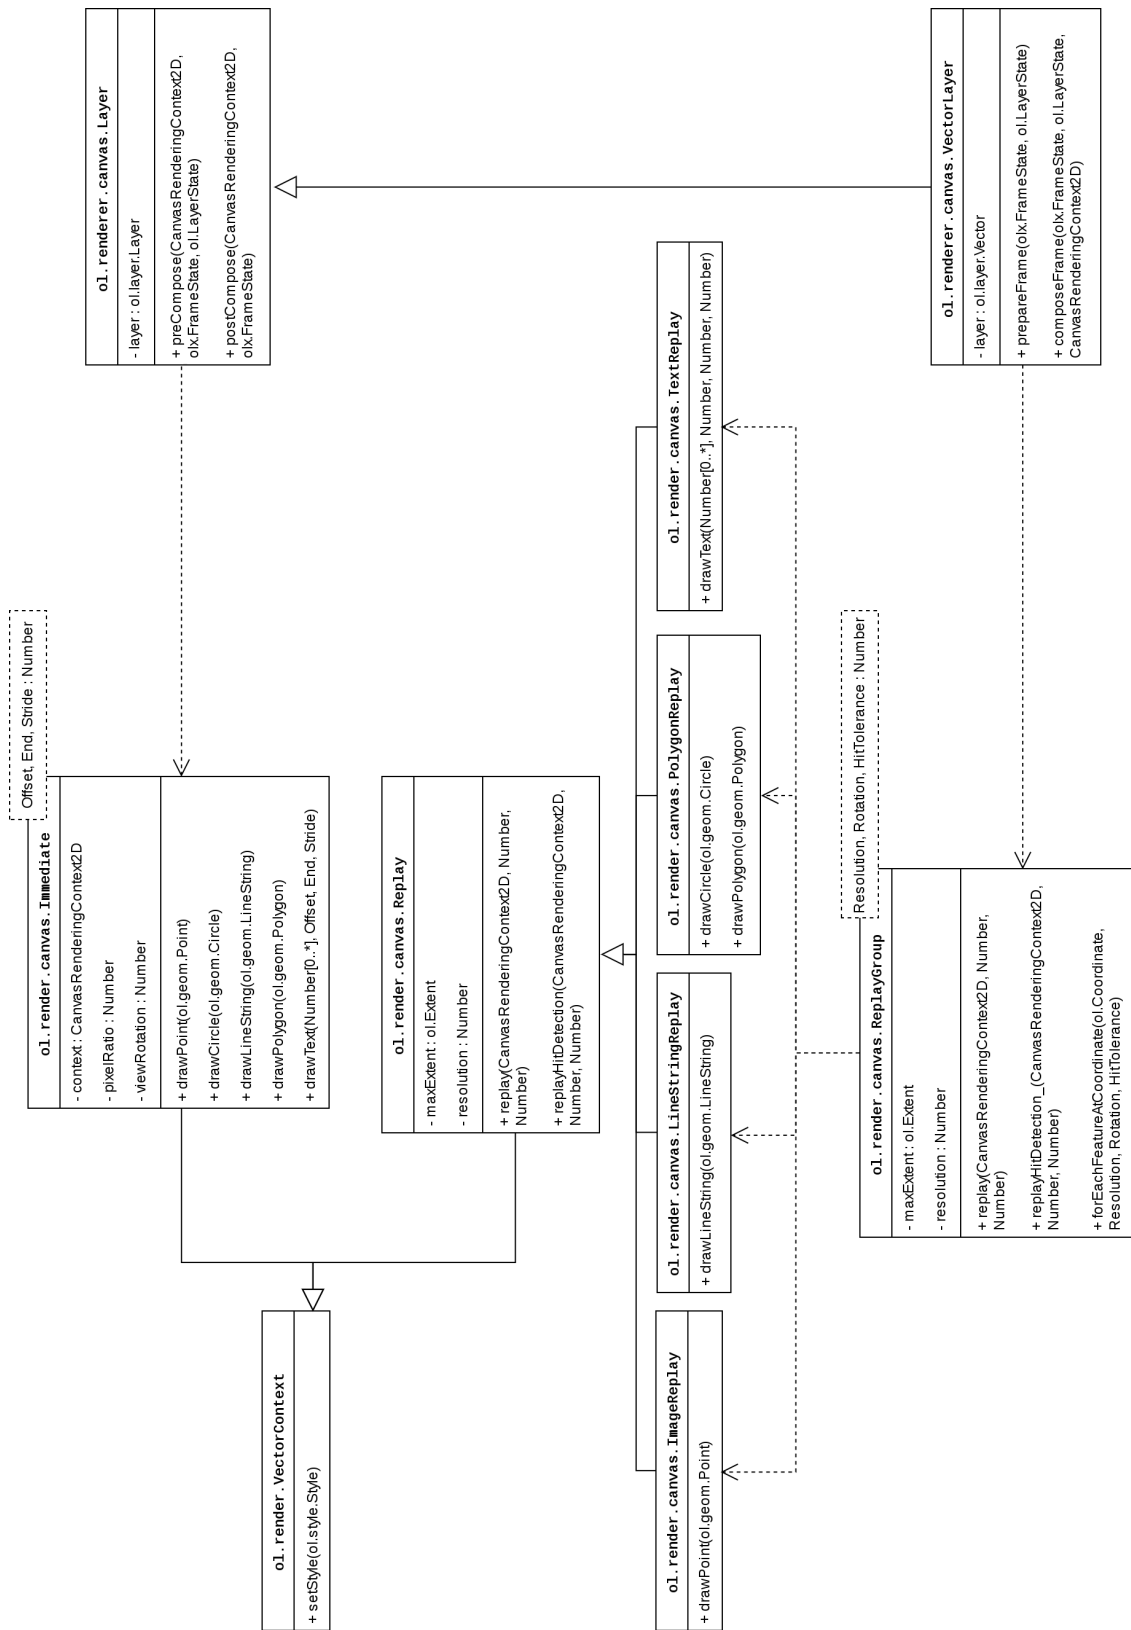 ol.render.VectorContext
+ setStyle(ol.style.Style)
Offset, End, Stride : Number
ol.render.canvas.Immediate
- context : CanvasRenderingContext2D
- pixelRatio : Number
- viewRotation : Number
+ drawPoint(ol.geom.Point)
+ drawCircle(ol.geom.Circle)
+ drawLineString(ol.geom.LineString)
+ drawPolygon(ol.geom.Polygon)
+ drawText(Number[0..*], Offset, End, Stride)
ol.renderer.canvas.Layer
- layer : ol.layer.Layer
+ preCompose(CanvasRenderingContext2D,
olx.FrameState, ol.LayerState)
+ postCompose(CanvasRenderingContext2D,
olx.FrameState)
ol.render.canvas.Replay
- maxExtent : ol.Extent
- resolution : Number
+ replay(CanvasRenderingContext2D, Number,
Number)
+ replayHitDetection(CanvasRenderingContext2D,
Number, Number)
ol.render.canvas.ImageReplay
+ drawPoint(ol.geom.Point)
ol.render.canvas.LineStringReplay
+ drawLineString(ol.geom.LineString)
ol.render.canvas.PolygonReplay
+ drawCircle(ol.geom.Circle)
+ drawPolygon(ol.geom.Polygon)
ol.render.canvas.TextReplay
+ drawText(Number[0..*], Number, Number, Number)
Resolution, Rotation, HitTolerance : Number
ol.render.canvas.ReplayGroup
- maxExtent : ol.Extent
- resolution : Number
+ replay(CanvasRenderingContext2D, Number,
Number)
+ replayHitDetection_(CanvasRenderingContext2D,
Number, Number)
+ forEachFeatureAtCoordinate(ol.Coordinate,
Resolution, Rotation, HitTolerance)
ol.renderer.canvas.VectorLayer
- layer : ol.layer.Vector
+ prepareFrame(olx.FrameState, ol.LayerState)
+ composeFrame(olx.FrameState, ol.LayerState,
CanvasRenderingContext2D)